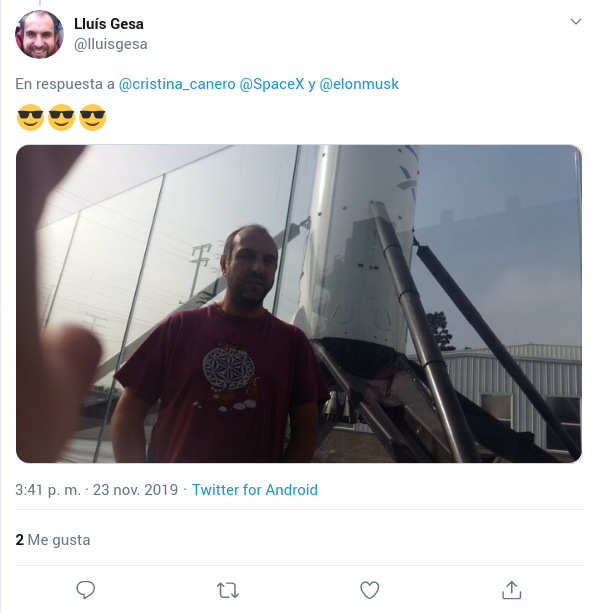 Lluís Gesa
@lluisgesa
En respuesta a @cristina_canero @SpaceX y @elonmusk
😎😎😎
3:41 p. m. · 23 nov. 2019 · Twitter for Android
2 Me gusta